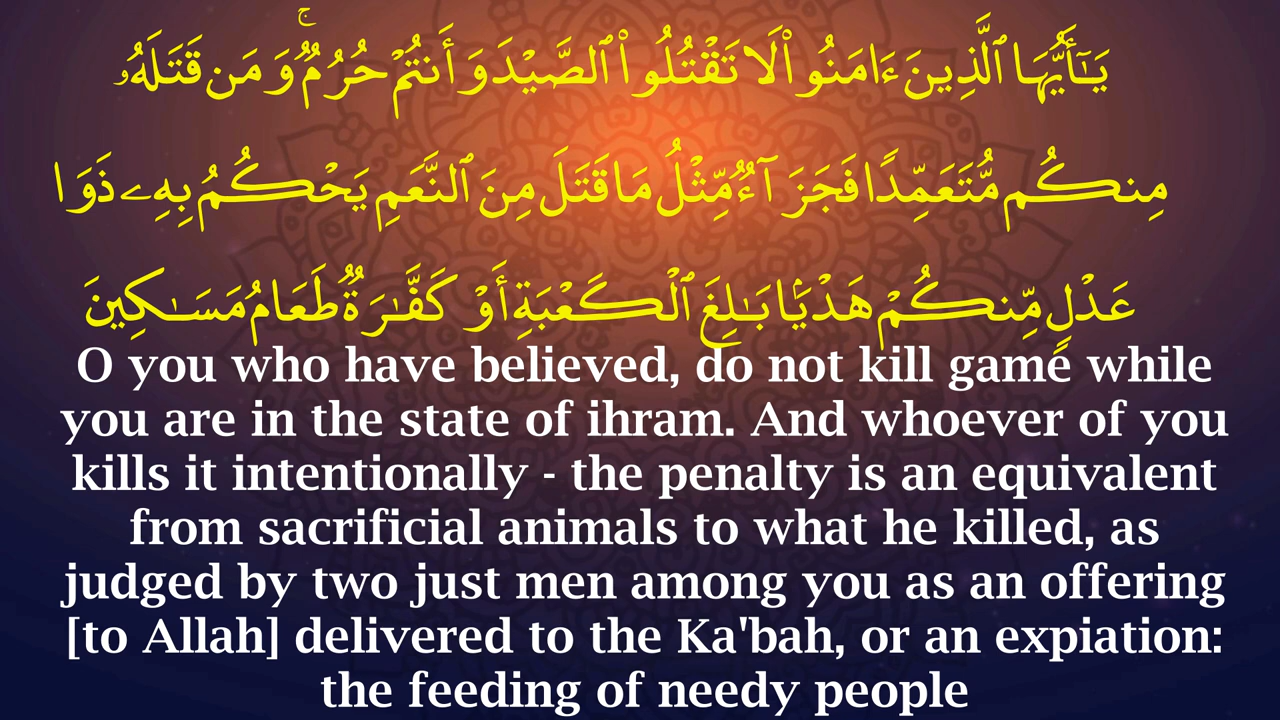 يَـٰٓأَيُّهَا ٱلَّذِينَ ءَامَنُوا۟ لَا تَقْتُلُوا۟ ٱلصَّيْدَ وَأَنتُمْ حُرُمٌۭ ۚ وَمَن قَتَلَهُۥ
مِنكُم مُّتَعَمِّدًۭا فَجَزَآءٌۭ مِّثْلُ مَا قَتَلَ مِنَ ٱلنَّعَمِ يَحْكُمُ بِهِۦ ذَوَا
عَدْلٍۢ مِّنكُمْ هَدْيًۢا بَـٰلِغَ ٱلْكَعْبَةِ أَوْ كَفَّـٰرَةٌۭ طَعَامُ مَسَـٰكِينَ
O you who have believed, do not kill game while
you are in the state of ihram. And whoever of you
kills it intentionally - the penalty is an equivalent
from sacrificial animals to what he killed, as
judged by two just men among you as an offering
[to Allah] delivered to the Ka'bah, or an expiation:
the feeding of needy people